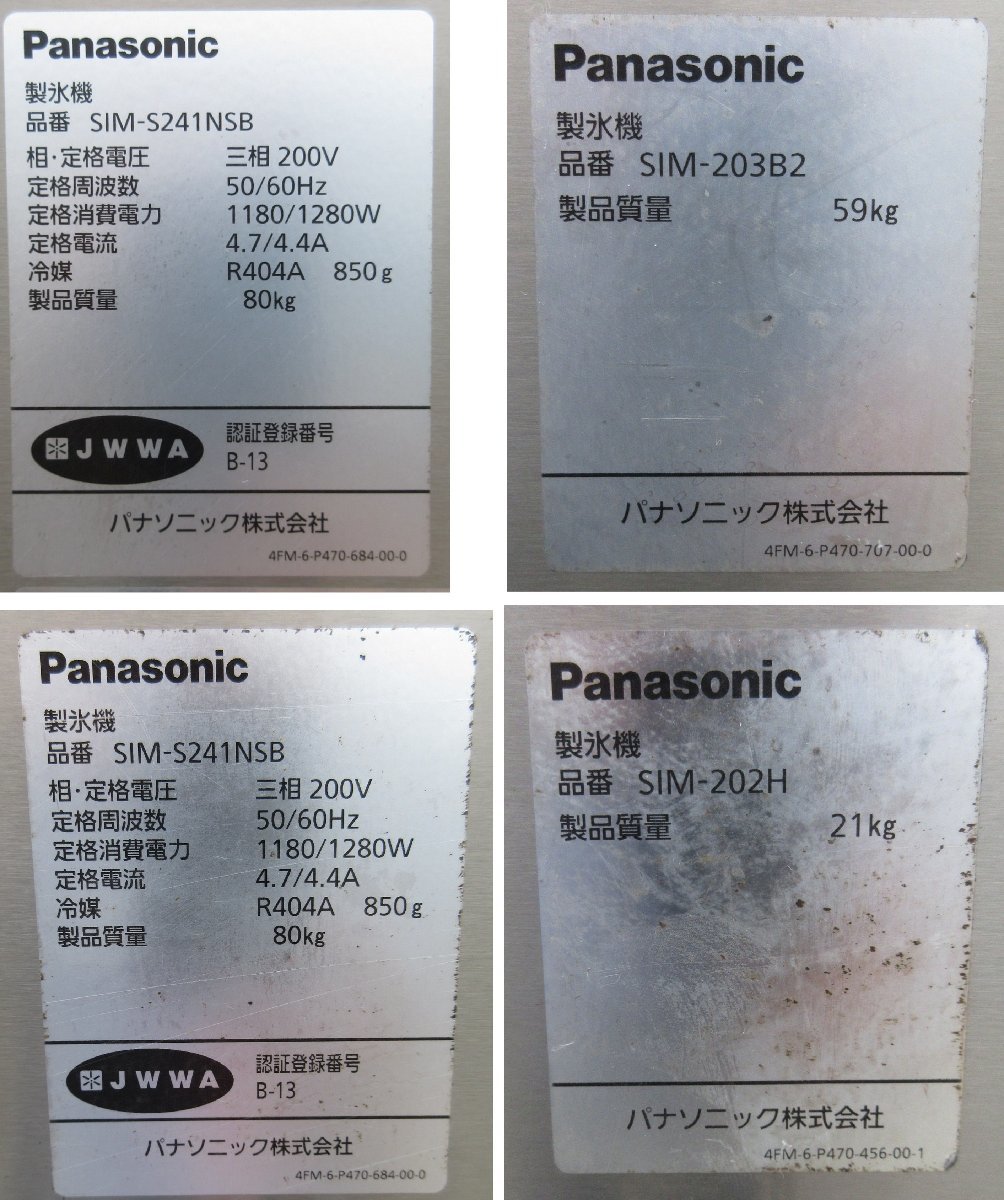 Panasonic
製氷機
品番 SIM-S241NSB
相・定格電圧 三相 200V
定格周波数 50/60Hz
定格消費電力 1180/1280W
定格電流 4.7/4.4A
冷媒 R404A 850g
製品質量 80kg
JWWA 認証登録番号
B-13
パナソニック株式会社
4FM-6-P470-684-00-0
Panasonic
製氷機
品番 SIM-203B2
製品質量 59kg
パナソニック株式会社
4FM-6-P470-707-00-0
Panasonic
製氷機
品番 SIM-S241NSB
相・定格電圧 三相 200V
定格周波数 50/60Hz
定格消費電力 1180/1280W
定格電流 4.7/4.4A
冷媒 R404A 850g
製品質量 80kg
JWWA 認証登録番号
B-13
パナソニック株式会社
4FM-6-P470-684-00-0
Panasonic
製氷機
品番 SIM-202H
製品質量 21kg
パナソニック株式会社
4FM-6-P470-456-00-1